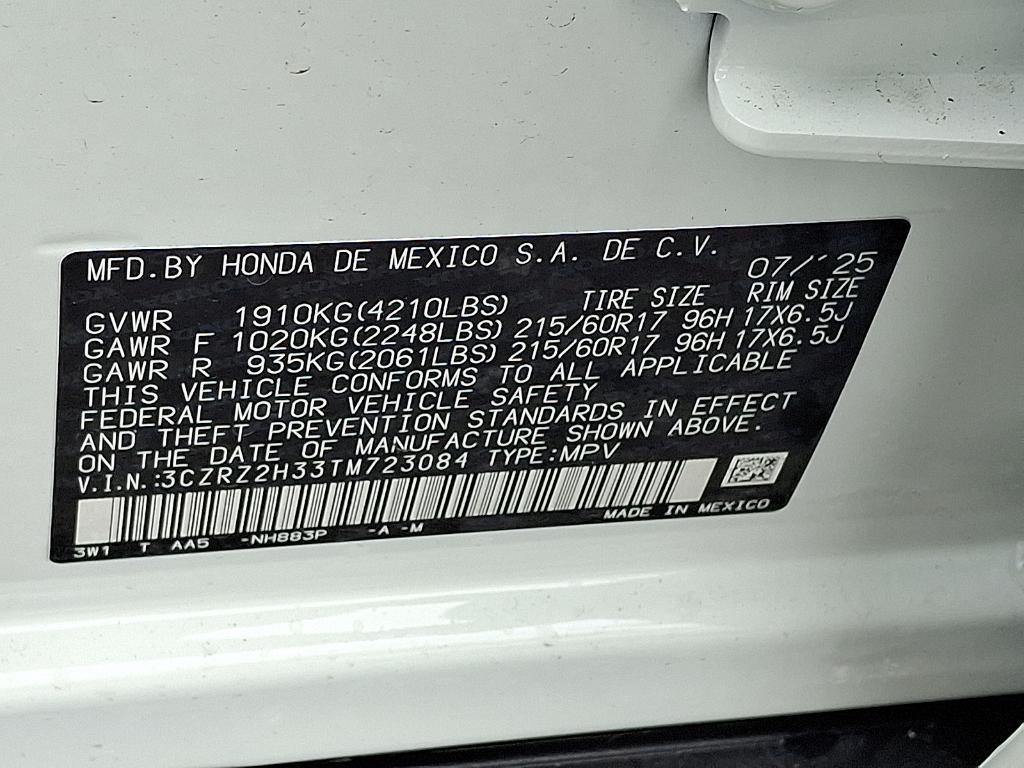 MFD.BY HONDA DE MEXICO S.A. DE C.V.
07/'25
TIRE SIZE RIM SIZE
GVWR 1910KG(4210LBS)
GAWR F 1020KG(2248LBS) 215/60R17 96H 17X6.5J
GAWR R 935KG(2061LBS) 215/60R17 96H 17X6.5J
THIS VEHICLE CONFORMS TO ALL APPLICABLE
FEDERAL MOTOR VEHICLE SAFETY
AND THEFT PREVENTION STANDARDS IN EFFECT
ON THE DATE OF MANUFACTURE SHOWN ABOVE.
V.I.N.:3CZRZ2H33TM723084 TYPE:MPV
3W1 T AA5 -NH883P -A -M MADE IN MEXICO